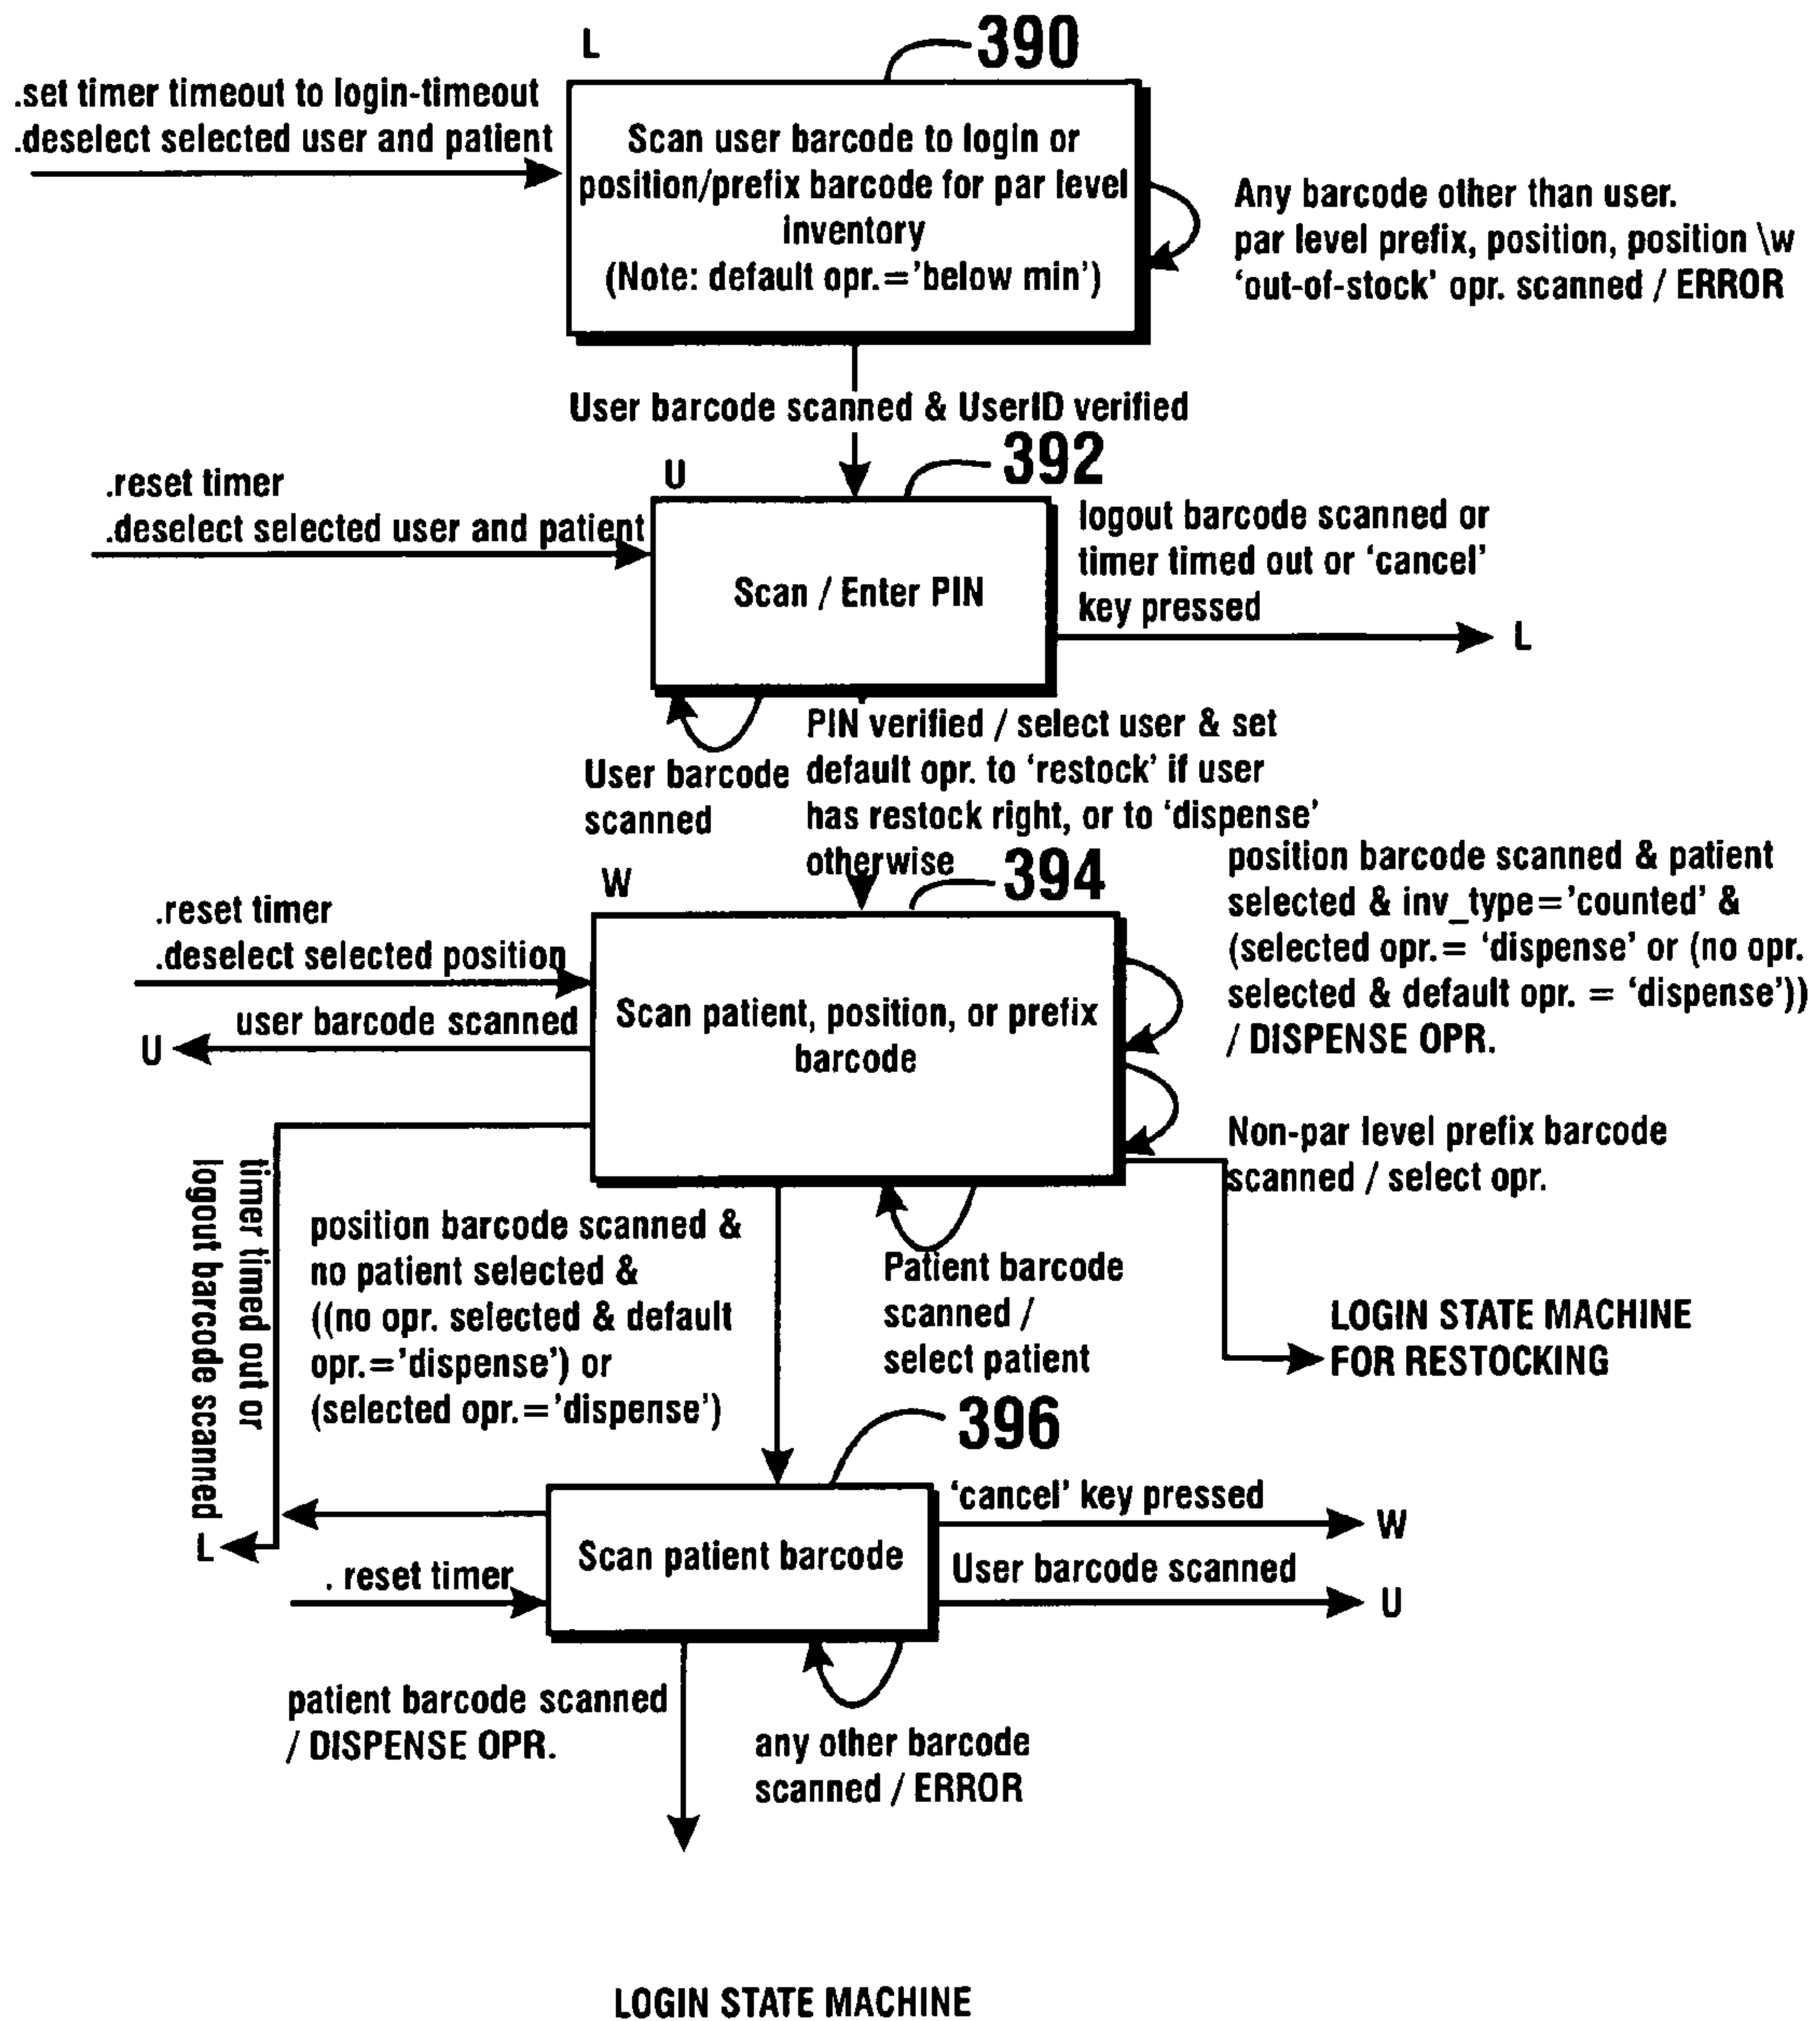 L
390
.set timer timeout to login-timeout
.deselect selected user and patient
Scan user barcode to login or
position/prefix barcode for par level
inventory
(Note: default opr.='below min')
Any barcode other than user.
par level prefix, position, position \w
'out-of-stock' opr. scanned / ERROR
User barcode scanned & UserID verified
U
392
.reset timer
.deselect selected user and patient
Scan / Enter PIN
logout barcode scanned or
timer timed out or 'cancel'
key pressed
L
User barcode
scanned
PIN verified / select user & set
default opr. to 'restock' if user
has restock right, or to 'dispense'
otherwise
W
394
.reset timer
.deselect selected position
user barcode scanned
U
Scan patient, position, or prefix
barcode
position barcode scanned & patient
selected & inv_type='counted' &
(selected opr.= 'dispense' or (no opr.
selected & default opr. = 'dispense'))
/ DISPENSE OPR.
Non-par level prefix barcode
scanned / select opr.
timer timed out or
logout barcode scanned
L
position barcode scanned &
no patient selected &
((no opr. selected & default
opr.='dispense') or
(selected opr.='dispense')
Patient barcode
scanned /
select patient
LOGIN STATE MACHINE
FOR RESTOCKING
396
Scan patient barcode
. reset timer
'cancel' key pressed
W
User barcode scanned
U
patient barcode scanned
/ DISPENSE OPR.
any other barcode
scanned / ERROR
LOGIN STATE MACHINE